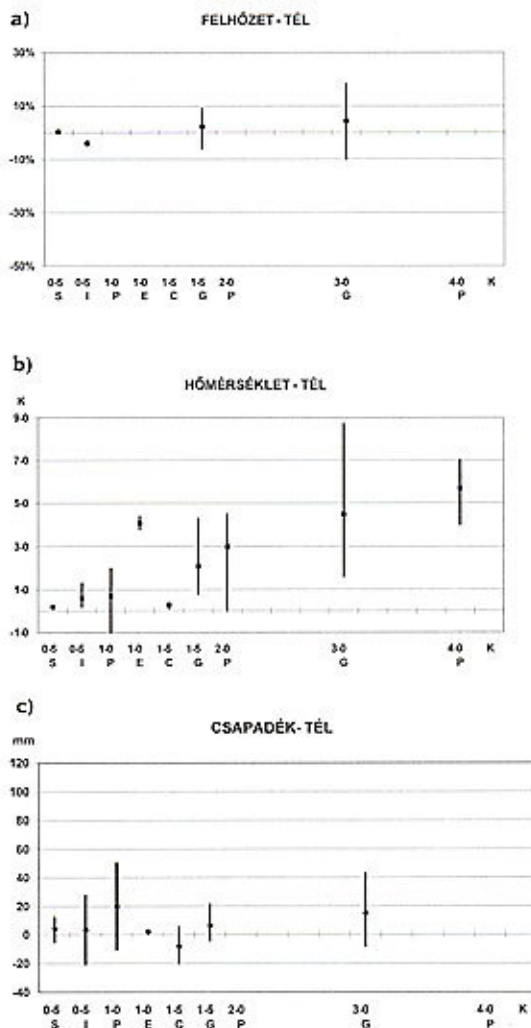 a)
FELHŐZET - TÉL
30%
10%
-10%
-30%
-50%
0-5 0-5 1-0 1-0 1-5 1-5 2-0 3-0 4-0 K
S I P E C G P G P
b)
HŐMÉRSÉKLET - TÉL
K
9-0
7-0
5-0
3-0
1-0
-1-0
0-5 0-5 1-0 1-0 1-5 1-5 2-0 3-0 4-0 K
S I P E C G P G P
c)
CSAPADÉK- TÉL
mm
120
100
80
60
40
20
0
-20
-40
0-5 0-5 1-0 1-0 1-5 1-5 2-0 3-0 4-0 K
S I P E C G P G P